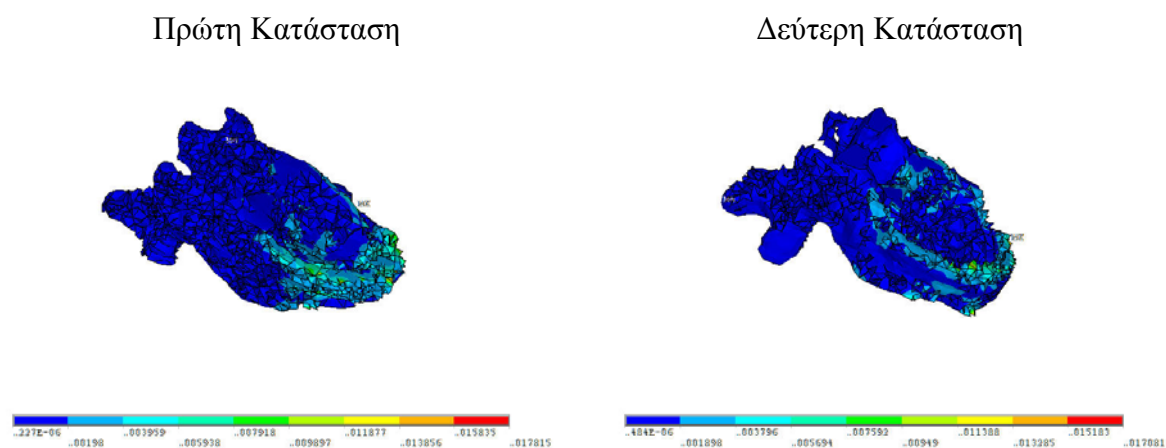 Πρώτη Κατάσταση
Δεύτερη Κατάσταση
.227E-06 .003959 .007918 .011877 .015835
.00198 .005938 .009897 .013856 .017815
.484E-06 .003796 .007592 .011388 .015183
.001898 .005694 .00949 .013285 .017081